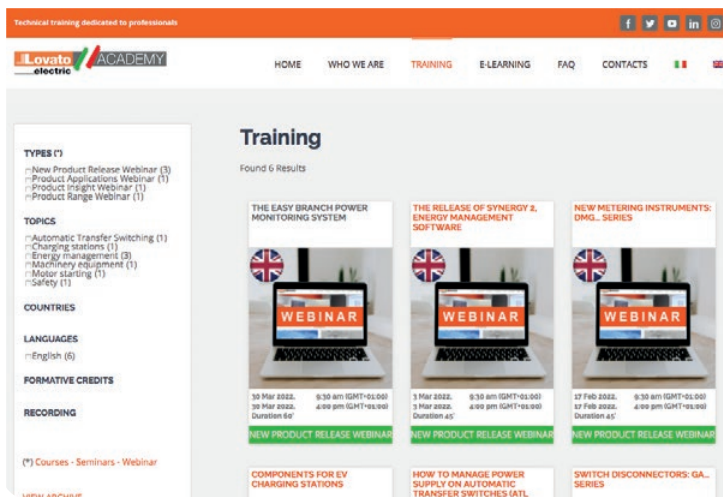 Technical training dedicated to professionals
Lovato electric ACADEMY
HOME WHO WE ARE TRAINING E-LEARNING FAQ CONTACTS
TYPES (*)
New Product Release Webinar (3)
Product Applications Webinar (1)
Product Insight Webinar (1)
Product Range Webinar (1)
TOPICS
Automatic Transfer Switching (1)
Charging stations (1)
Energy management (3)
Machinery equipment (1)
Motor starting (1)
Safety (1)
COUNTRIES
LANGUAGES
English (6)
FORMATIVE CREDITS
RECORDING
(*) Courses - Seminars - Webinar
VIEW ARCHIVE
Training
Found 6 Results
THE EASY BRANCH POWER
MONITORING SYSTEM
WEBINAR
30 Mar 2022. 9:30 am (GMT+01:00)
30 Mar 2022. 4:00 pm (GMT+01:00)
Duration 60'
NEW PRODUCT RELEASE WEBINAR
THE RELEASE OF SYNERGY 2,
ENERGY MANAGEMENT
SOFTWARE
WEBINAR
3 Mar 2022. 9:30 am (GMT+01:00)
3 Mar 2022. 4:00 pm (GMT+01:00)
Duration 45'
NEW PRODUCT RELEASE WEBINAR
NEW METERING INSTRUMENTS:
DMG... SERIES
WEBINAR
17 Feb 2022. 9:30 am (GMT+01:00)
17 Feb 2022. 4:00 pm (GMT+01:00)
Duration 45'
NEW PRODUCT RELEASE WEBINAR
COMPONENTS FOR EV
CHARGING STATIONS
HOW TO MANAGE POWER
SUPPLY ON AUTOMATIC
TRANSFER SWITCHES (ATL
SWITCH DISCONNECTORS: GA...
SERIES